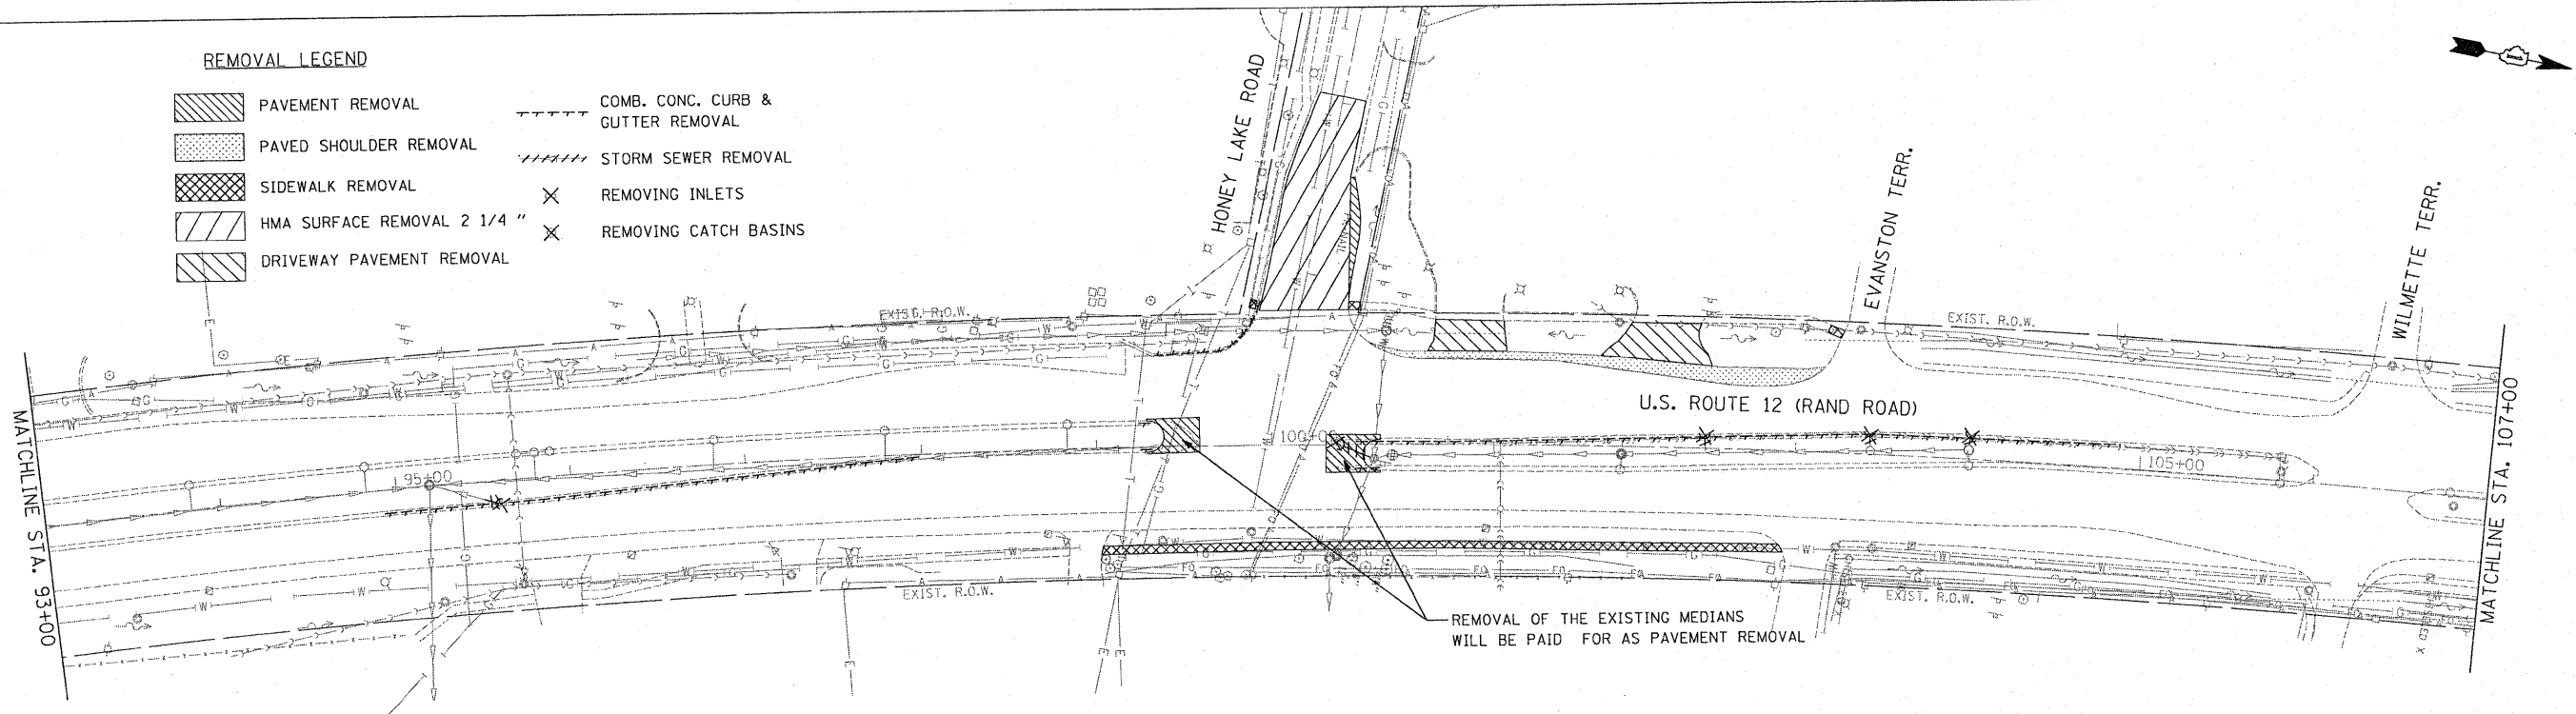 REMOVAL LEGEND
PAVEMENT REMOVAL
PAVED SHOULDER REMOVAL
SIDEWALK REMOVAL
HMA SURFACE REMOVAL 2 1/4 "
DRIVEWAY PAVEMENT REMOVAL
COMB. CONC. CURB &
GUTTER REMOVAL
STORM SEWER REMOVAL
REMOVING INLETS
REMOVING CATCH BASINS
HONEY LAKE ROAD
EVANSTON TERR.
WILMETTE TERR.
EXIST. R.O.W.
EXIST. R.O.W.
U.S. ROUTE 12 (RAND ROAD)
MATCHLINE STA. 93+00
95+00
100+00
105+00
MATCHLINE STA. 107+00
EXIST. R.O.W.
EXIST. R.O.W.
REMOVAL OF THE EXISTING MEDIANS
WILL BE PAID FOR AS PAVEMENT REMOVAL